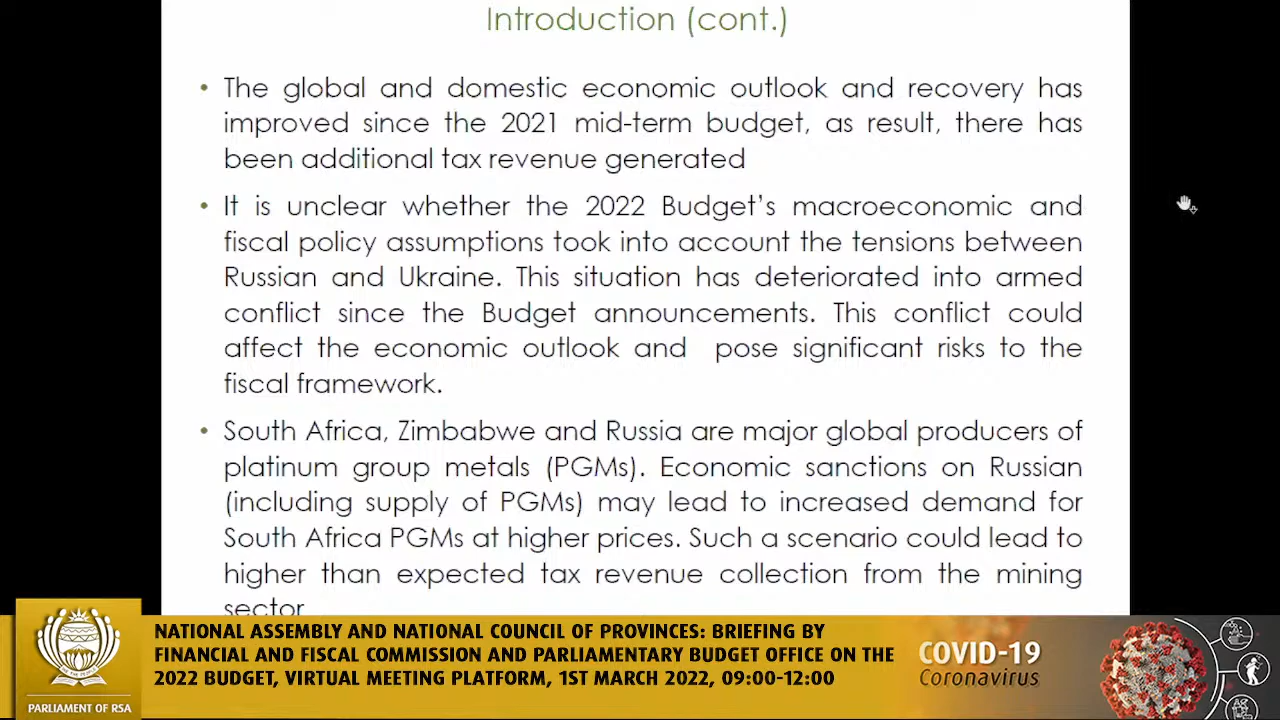 Introduction (cont.)
• The global and domestic economic outlook and recovery has
improved since the 2021 mid-term budget, as result, there has
been additional tax revenue generated
• It is unclear whether the 2022 Budget's macroeconomic and
fiscal policy assumptions took into account the tensions between
Russian and Ukraine. This situation has deteriorated into armed
conflict since the Budget announcements. This conflict could
affect the economic outlook and pose significant risks to the
fiscal framework.
• South Africa, Zimbabwe and Russia are major global producers of
platinum group metals (PGMs). Economic sanctions on Russian
(including supply of PGMs) may lead to increased demand for
South Africa PGMs at higher prices. Such a scenario could lead to
higher than expected tax revenue collection from the mining
sector
NATIONAL ASSEMBLY AND NATIONAL COUNCIL OF PROVINCES: BRIEFING BY
FINANCIAL AND FISCAL COMMISSION AND PARLIAMENTARY BUDGET OFFICE ON THE
2022 BUDGET, VIRTUAL MEETING PLATFORM, 1ST MARCH 2022, 09:00-12:00
PARLIAMENT OF RSA
COVID-19
Coronavirus